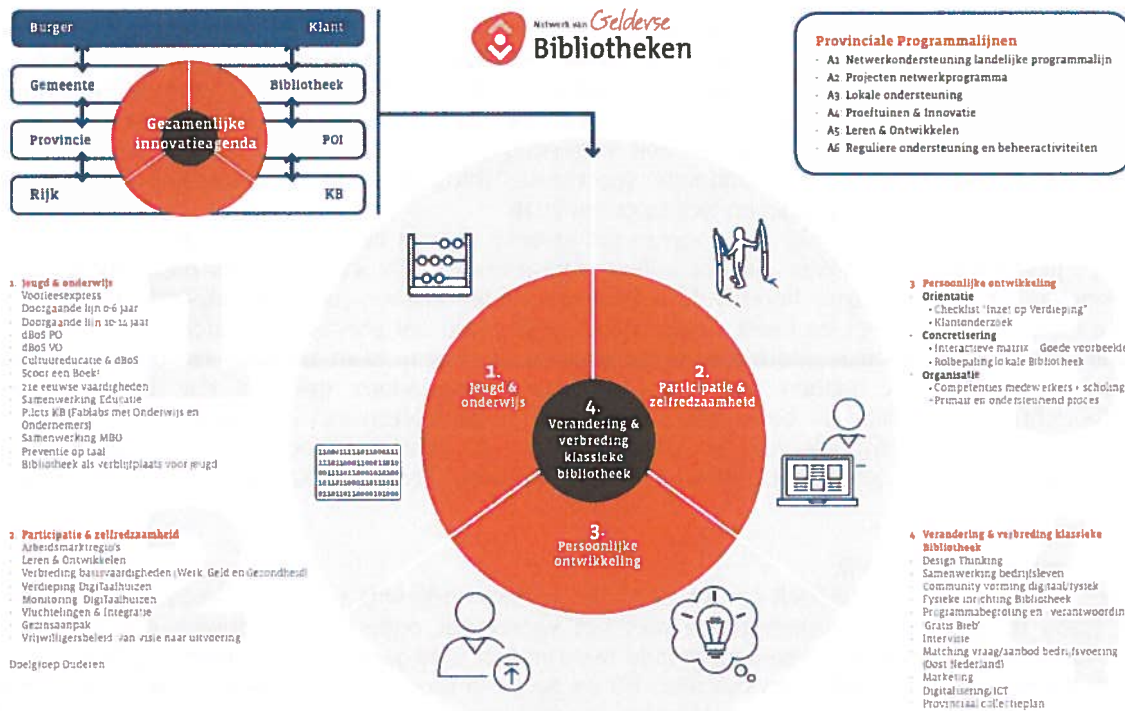 Burger Klant
Gemeente Bibliotheek
Provincie POI
Rijk KB
Gezamenlijke
innovatieagenda
Netwerk van Gelderse
Bibliotheken
Provinciale Programmalijnen
- A1 Netwerkondersteuning landelijke programmalijn
- A2 Projecten netwerkprogramma
- A3 Lokale ondersteuning
- A4 Proeftuinen & Innovatie
- A5 Leren & Ontwikkelen
- A6 Reguliere ondersteuning en beheeractiviteiten
1. Jeugd & onderwijs
Voorleesexpress
Doorgaande lijn 0-6 jaar
Doorgaande lijn 10-14 jaar
dBoS PO
dBoS VO
Cultuureducatie & dBoS
Scoor een Boek!
21e eeuwse vaardigheden
Samenwerking Educatie
Pilots KB (Fablabs met Onderwijs en
Ondernemers)
Samenwerking MBO
Preventie op taal
Bibliotheek als verblijfplaats voor jeugd
2. Participatie & zelfredzaamheid
Arbeidsmarktregio's
Leren & Ontwikkelen
Verbreding basisvaardigheden (Werk, Geld en Gezondheid)
Verdieping DigiTaalhuizen
Monitoring DigiTaalhuizen
Vluchtelingen & Integratie
Gezinsaanpak
Vrijwilligersbeleid van visie naar uitvoering
Doelgroep Ouderen
1.
Jeugd &
onderwijs
2.
Participatie &
zelfredzaamheid
4.
Verandering &
verbreding
klassieke
bibliotheek
3.
Persoonlijke
ontwikkeling
3 Persoonlijke ontwikkeling
- Orientatie
• Checklist "Inzet op Verdieping"
• Klantonderzoek
- Concretisering
• Interactieve matrix - Goede voorbeelde
• Rolbepaling lokale Bibliotheek
- Organisatie
• Competenties medewerkers + scholing
• Primair en ondersteunend proces
4 Verandering & verbreding klassieke
Bibliotheek
Design Thinking
Samenwerking bedrijfsleven
Community vorming digitaal/fysiek
Fysieke inrichting Bibliotheek
Programmabegroting en -verantwoordin
'Gratis Bieb'
Intervisie
Matching vraag/aanbod bedrijfsvoering
(Oost Nederland)
Marketing
Digitalisering/ICT
Provinciaal collectieplan